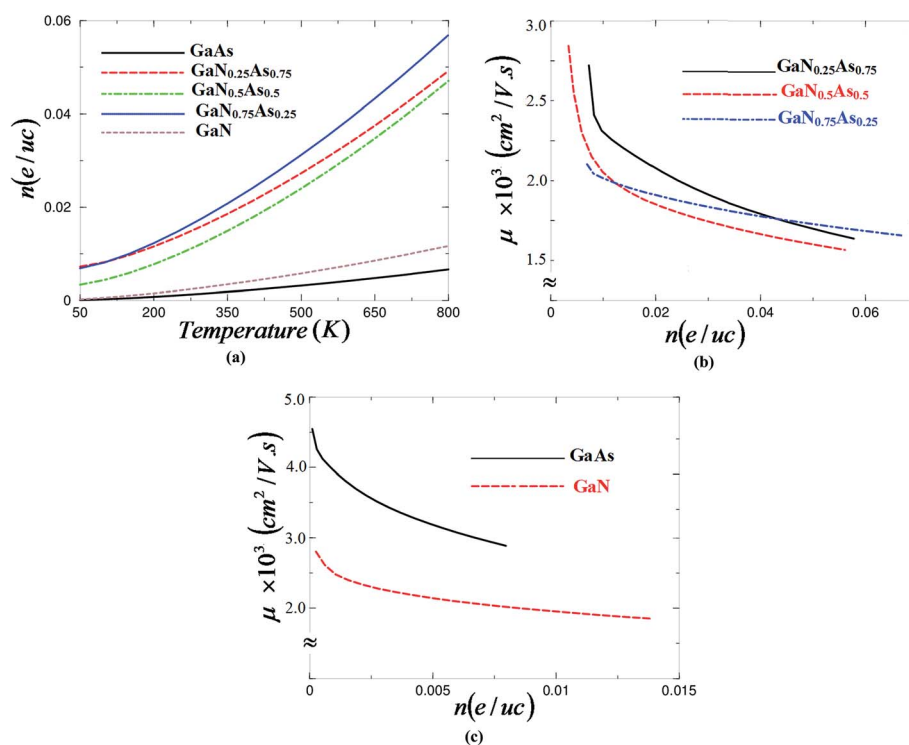 0.06
0.04
0.02
0
n(e/uc)
GaAs
GaN0.25As0.75
GaN0.5As0.5
GaN0.75As0.25
GaN
50 200 350 500 650 800
Temperature (K)
(a)
3.0
2.5
2.0
1.5
≈
μ ×10³ (cm²/V.s)
GaN0.25As0.75
GaN0.5As0.5
GaN0.75As0.25
0 0.02 0.04 0.06
n(e/uc)
(b)
5.0
4.0
3.0
2.0
≈
μ ×10³ (cm²/V.s)
GaAs
GaN
0 0.005 0.01 0.015
n(e/uc)
(c)